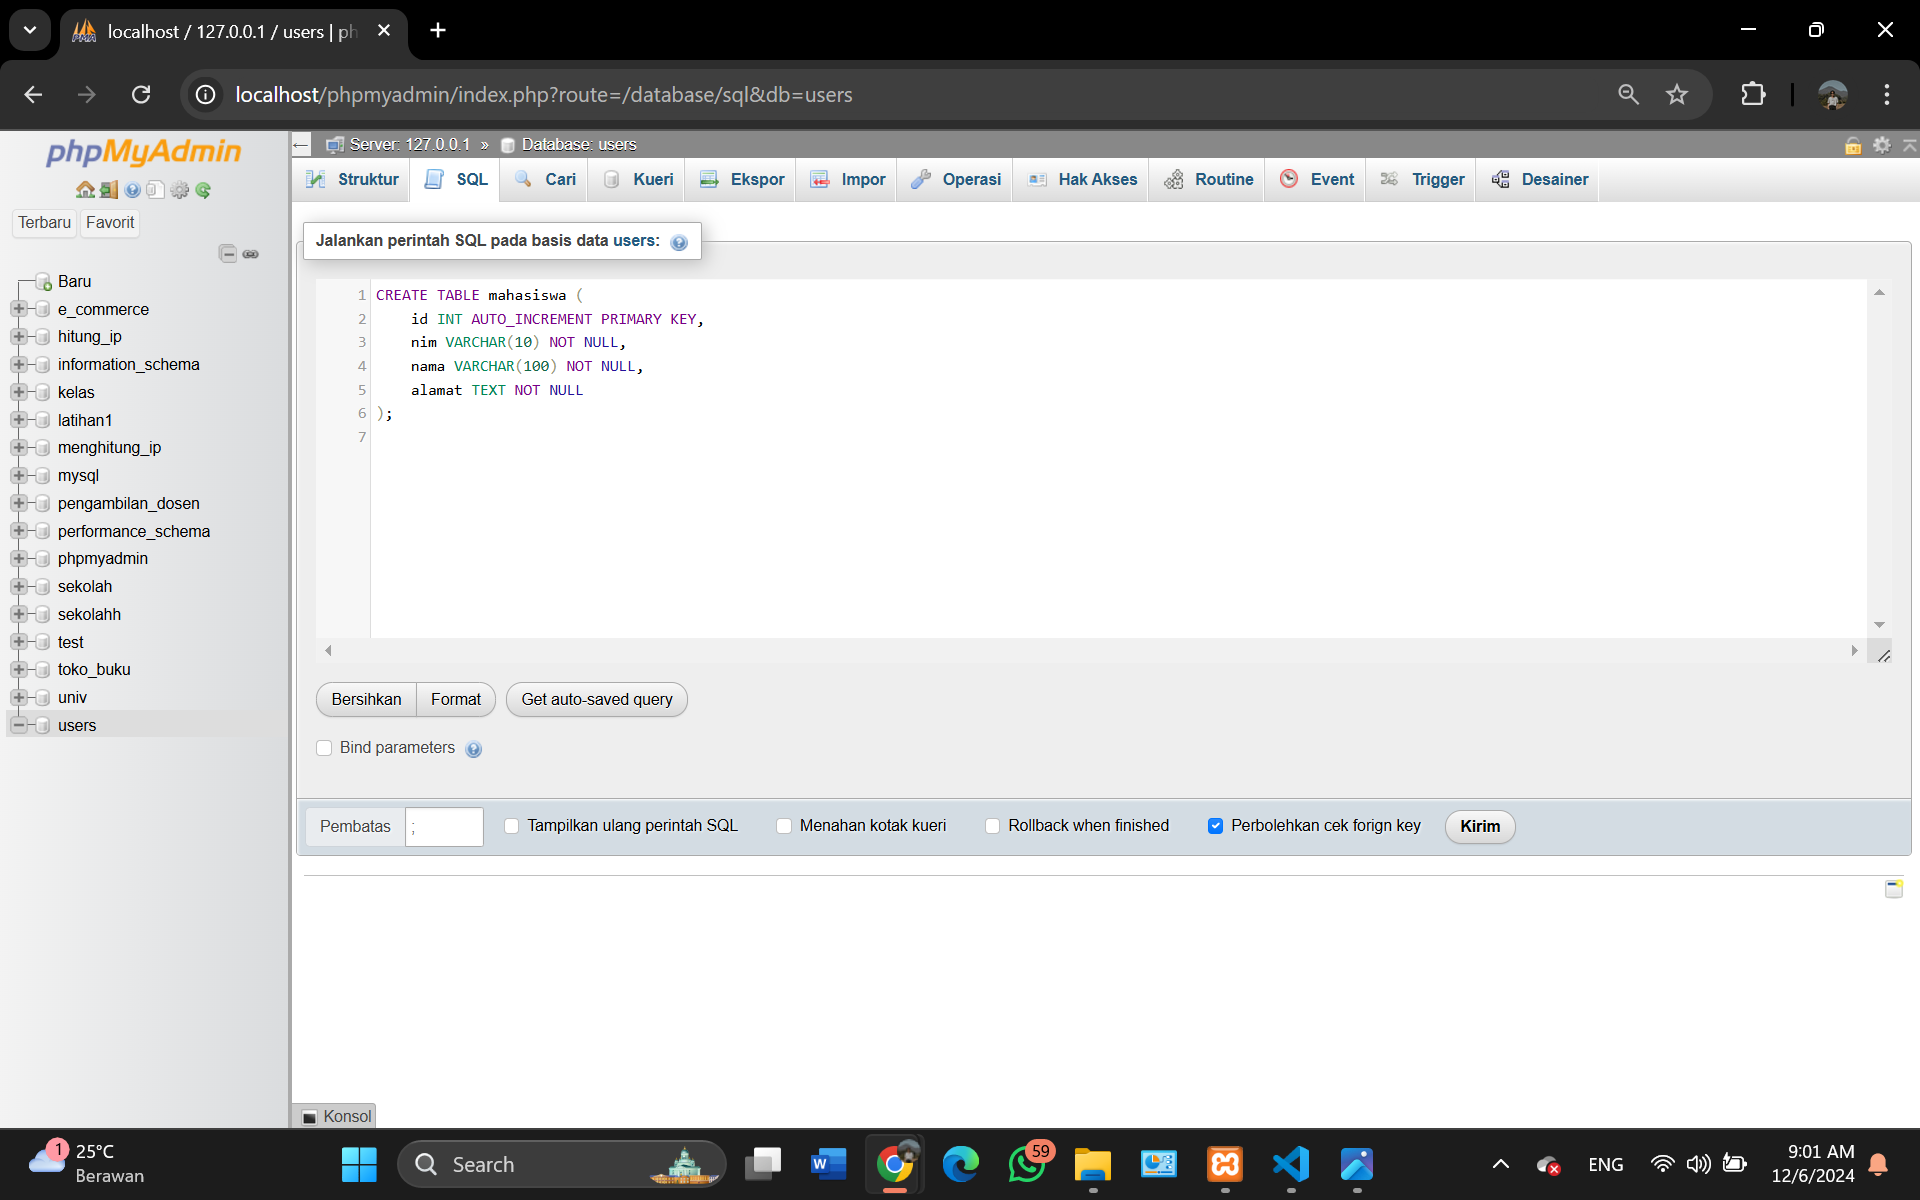 localhost / 127.0.0.1 / users | ph
localhost/phpmyadmin/index.php?route=/database/sql&db=users
phpMyAdmin
Terbaru Favorit
Baru
e_commerce
hitung_ip
information_schema
kelas
latihan1
menghitung_ip
mysql
pengambilan_dosen
performance_schema
phpmyadmin
sekolah
sekolahh
test
toko_buku
univ
users
Server: 127.0.0.1 » Database: users
Struktur SQL Cari Kueri Ekspor Impor Operasi Hak Akses Routine Event Trigger Desainer
Jalankan perintah SQL pada basis data users:
1 CREATE TABLE mahasiswa (
2 id INT AUTO_INCREMENT PRIMARY KEY,
3 nim VARCHAR(10) NOT NULL,
4 nama VARCHAR(100) NOT NULL,
5 alamat TEXT NOT NULL
6 );
7
Bersihkan Format Get auto-saved query
Bind parameters
Pembatas ; Tampilkan ulang perintah SQL Menahan kotak kueri Rollback when finished Perbolehkan cek forign key Kirim
Konsol
1 25°C
Berawan
Search
59
ENG
9:01 AM
12/6/2024